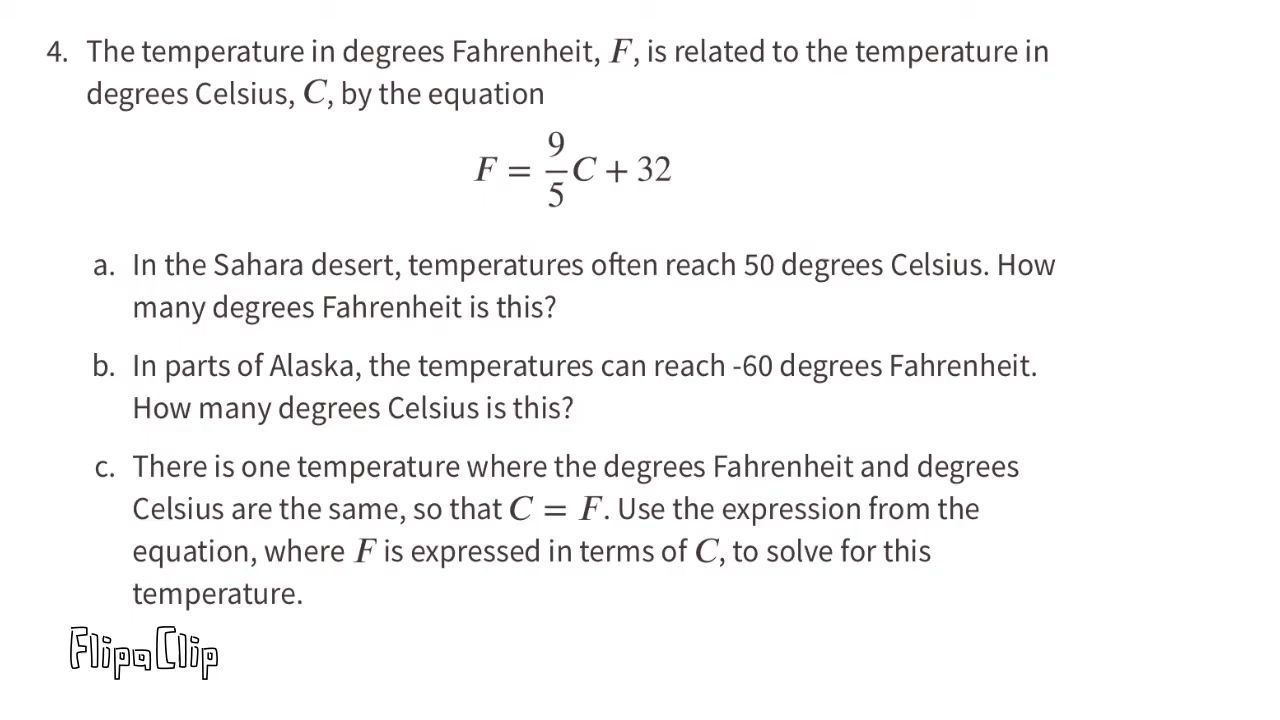 4. The temperature in degrees Fahrenheit, F, is related to the temperature in
degrees Celsius, C, by the equation
F = 9/5 C + 32
a. In the Sahara desert, temperatures often reach 50 degrees Celsius. How
many degrees Fahrenheit is this?
b. In parts of Alaska, the temperatures can reach -60 degrees Fahrenheit.
How many degrees Celsius is this?
c. There is one temperature where the degrees Fahrenheit and degrees
Celsius are the same, so that C = F. Use the expression from the
equation, where F is expressed in terms of C, to solve for this
temperature.
FlipaClip